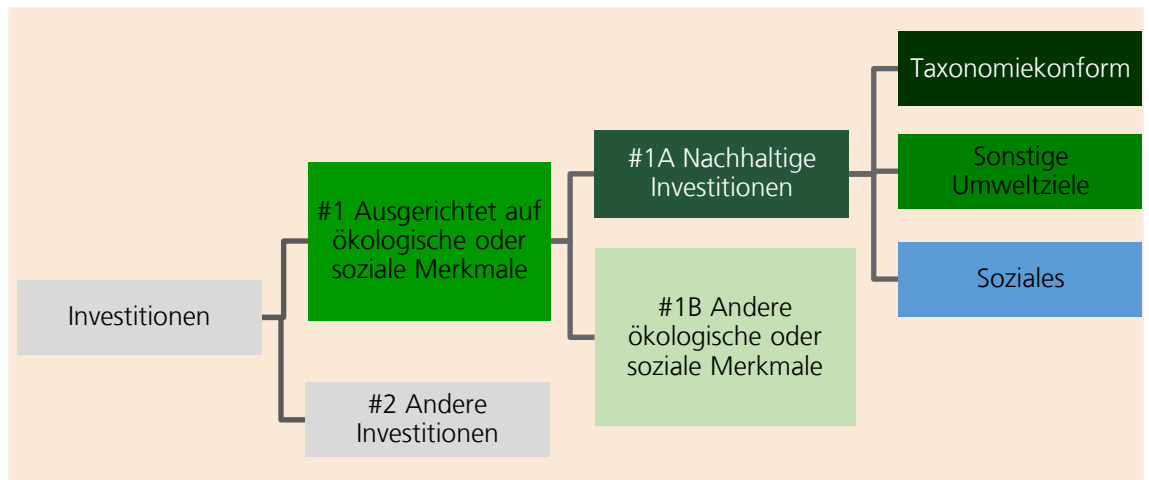 Investitionen
#1 Ausgerichtet auf
ökologische oder
soziale Merkmale
#2 Andere
Investitionen
#1A Nachhaltige
Investitionen
#1B Andere
ökologische oder
soziale Merkmale
Taxonomiekonform
Sonstige
Umweltziele
Soziales